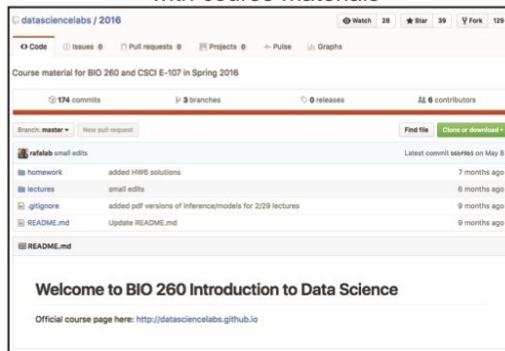 with course materials
datasciencelabs / 2016
Watch 28 Star 39 Fork 129
Code Issues 0 Pull requests 0 Projects 0 Pulse Graphs
Course material for BIO 260 and CSCI E-107 in Spring 2016
174 commits 3 branches 0 releases 6 contributors
Branch: master New pull request Find file Clone or download
rafalab small edits Latest commit on May 8
homework added HW6 solutions 7 months ago
lectures small edits 6 months ago
.gitignore added pdf versions of inference/models for 2/29 lectures 9 months ago
README.md Update README.md 9 months ago
README.md
Welcome to BIO 260 Introduction to Data Science
Official course page here: http://datasciencelabs.github.io